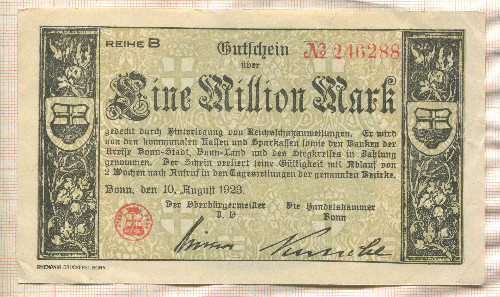 REIHE B
Gutschein
№ 246288
über
Eine Million Mark
gedeckt durch Hinterlegung von Reichsschatzanweisungen. Er wird
von den kommunalen Kassen und Sparkassen sowie den Banken der
Kreise Bonn-Stadt, Bonn-Land und des Siegkreises in Zahlung
genommen. Der Schein verliert seine Gültigkeit mit Ablauf von
2 Wochen nach Aufruf in den Tageszeitungen der genannten Bezirke.
Bonn, den 10. August 1923.
Der Oberbürgermeister Die Handelskammer
I. V. Bonn
RHENANIA DRUCKEREI, BONN